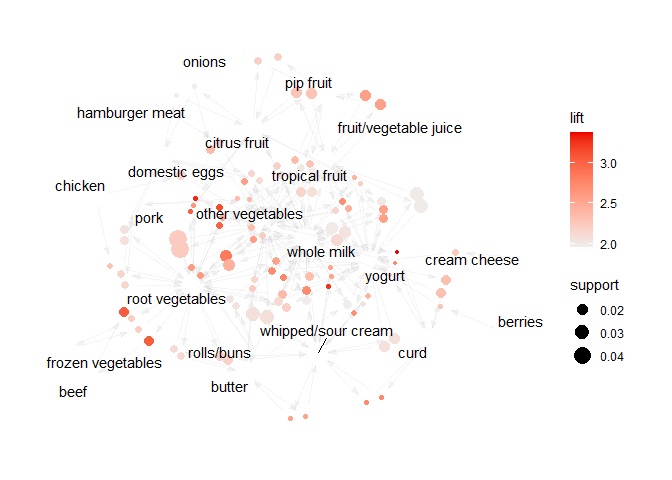 onions
pip fruit
hamburger meat
fruit/vegetable juice
citrus fruit
domestic eggs
tropical fruit
chicken
pork
other vegetables
whole milk
cream cheese
yogurt
root vegetables
berries
whipped/sour cream
rolls/buns
curd
frozen vegetables
butter
beef
lift
3.0
2.5
2.0
support
0.02
0.03
0.04